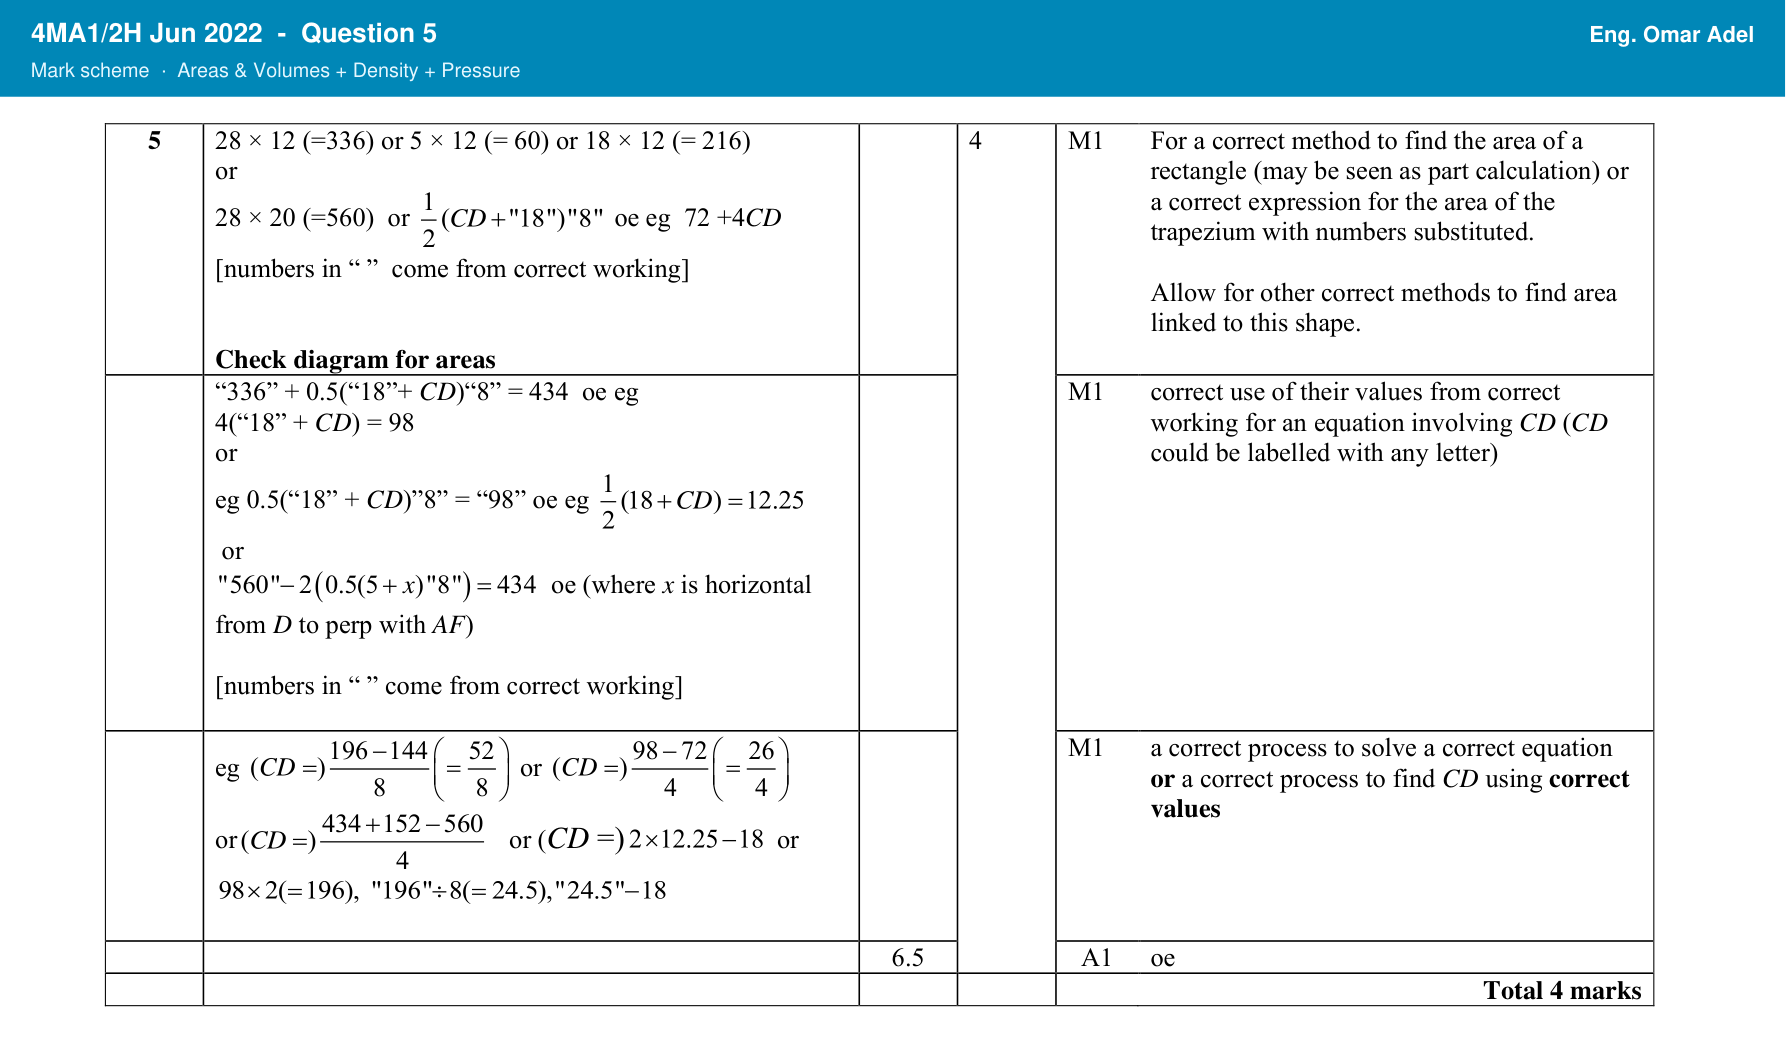 4MA1/2H Jun 2022 - Question 5
Eng. Omar Adel
Mark scheme · Areas & Volumes + Density + Pressure
5
28 × 12 (=336) or 5 × 12 (= 60) or 18 × 12 (= 216)
or
28 × 20 (=560) or 1/2 (CD + "18")"8" oe eg 72 +4CD
[numbers in “ ” come from correct working]
Check diagram for areas
4
M1
For a correct method to find the area of a
rectangle (may be seen as part calculation) or
a correct expression for the area of the
trapezium with numbers substituted.
Allow for other correct methods to find area
linked to this shape.
“336” + 0.5(“18”+ CD)“8” = 434 oe eg
4(“18” + CD) = 98
or
eg 0.5(“18” + CD)”8” = “98” oe eg 1/2 (18 + CD) = 12.25
or
"560"− 2(0.5(5 + x)"8") = 434 oe (where x is horizontal
from D to perp with AF)
[numbers in “ ” come from correct working]
M1
correct use of their values from correct
working for an equation involving CD (CD
could be labelled with any letter)
eg (CD =) (196 − 144)/8 (= 52/8) or (CD =) (98 − 72)/4 (= 26/4)
or (CD =) (434 + 152 − 560)/4 or (CD =) 2×12.25 −18 or
98×2(=196), "196"÷8(= 24.5),"24.5"−18
M1
a correct process to solve a correct equation
or a correct process to find CD using correct
values
6.5
A1
oe
Total 4 marks